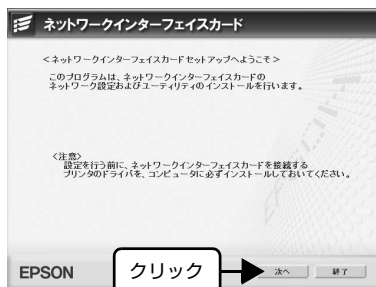 ネットワークインターフェイスカード
<ネットワークインターフェイスカードセットアップへようこそ>
このプログラムは、ネットワークインターフェイスカードの
ネットワーク設定およびユーティリティのインストールを行います。
<注意>
設定を行う前に、ネットワークインターフェイスカードを接続する
プリンタのドライバを、コンピュータに必ずインストールしておいてください。
EPSON
クリック
次へ
終了